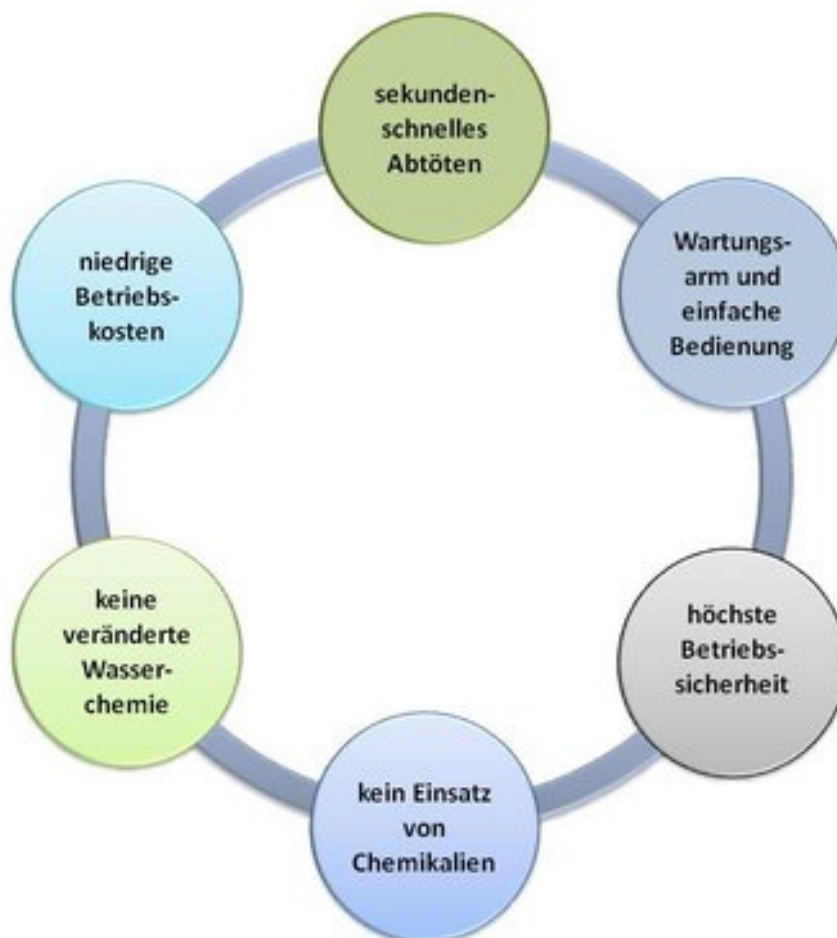 sekunden-
schnelles
Abtöten
Wartungs-
arm und
einfache
Bedienung
höchste
Betriebs-
sicherheit
kein Einsatz
von
Chemikalien
keine
veränderte
Wasser-
chemie
niedrige
Betriebs-
kosten